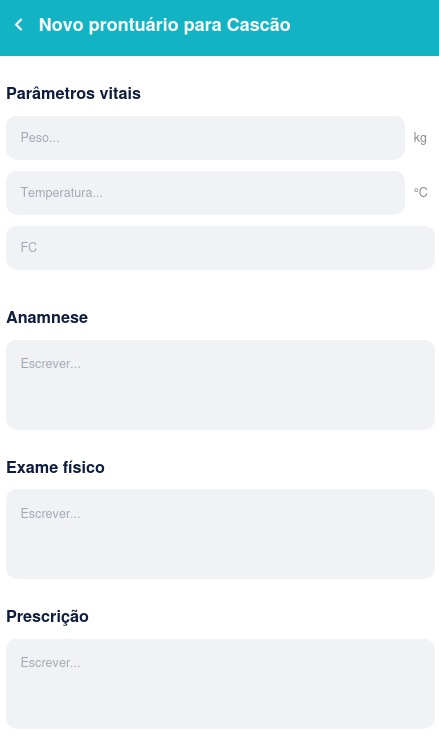 Novo prontuário para Cascão
Parâmetros vitais
Peso... kg
Temperatura... °C
FC
Anamnese
Escrever...
Exame físico
Escrever...
Prescrição
Escrever...